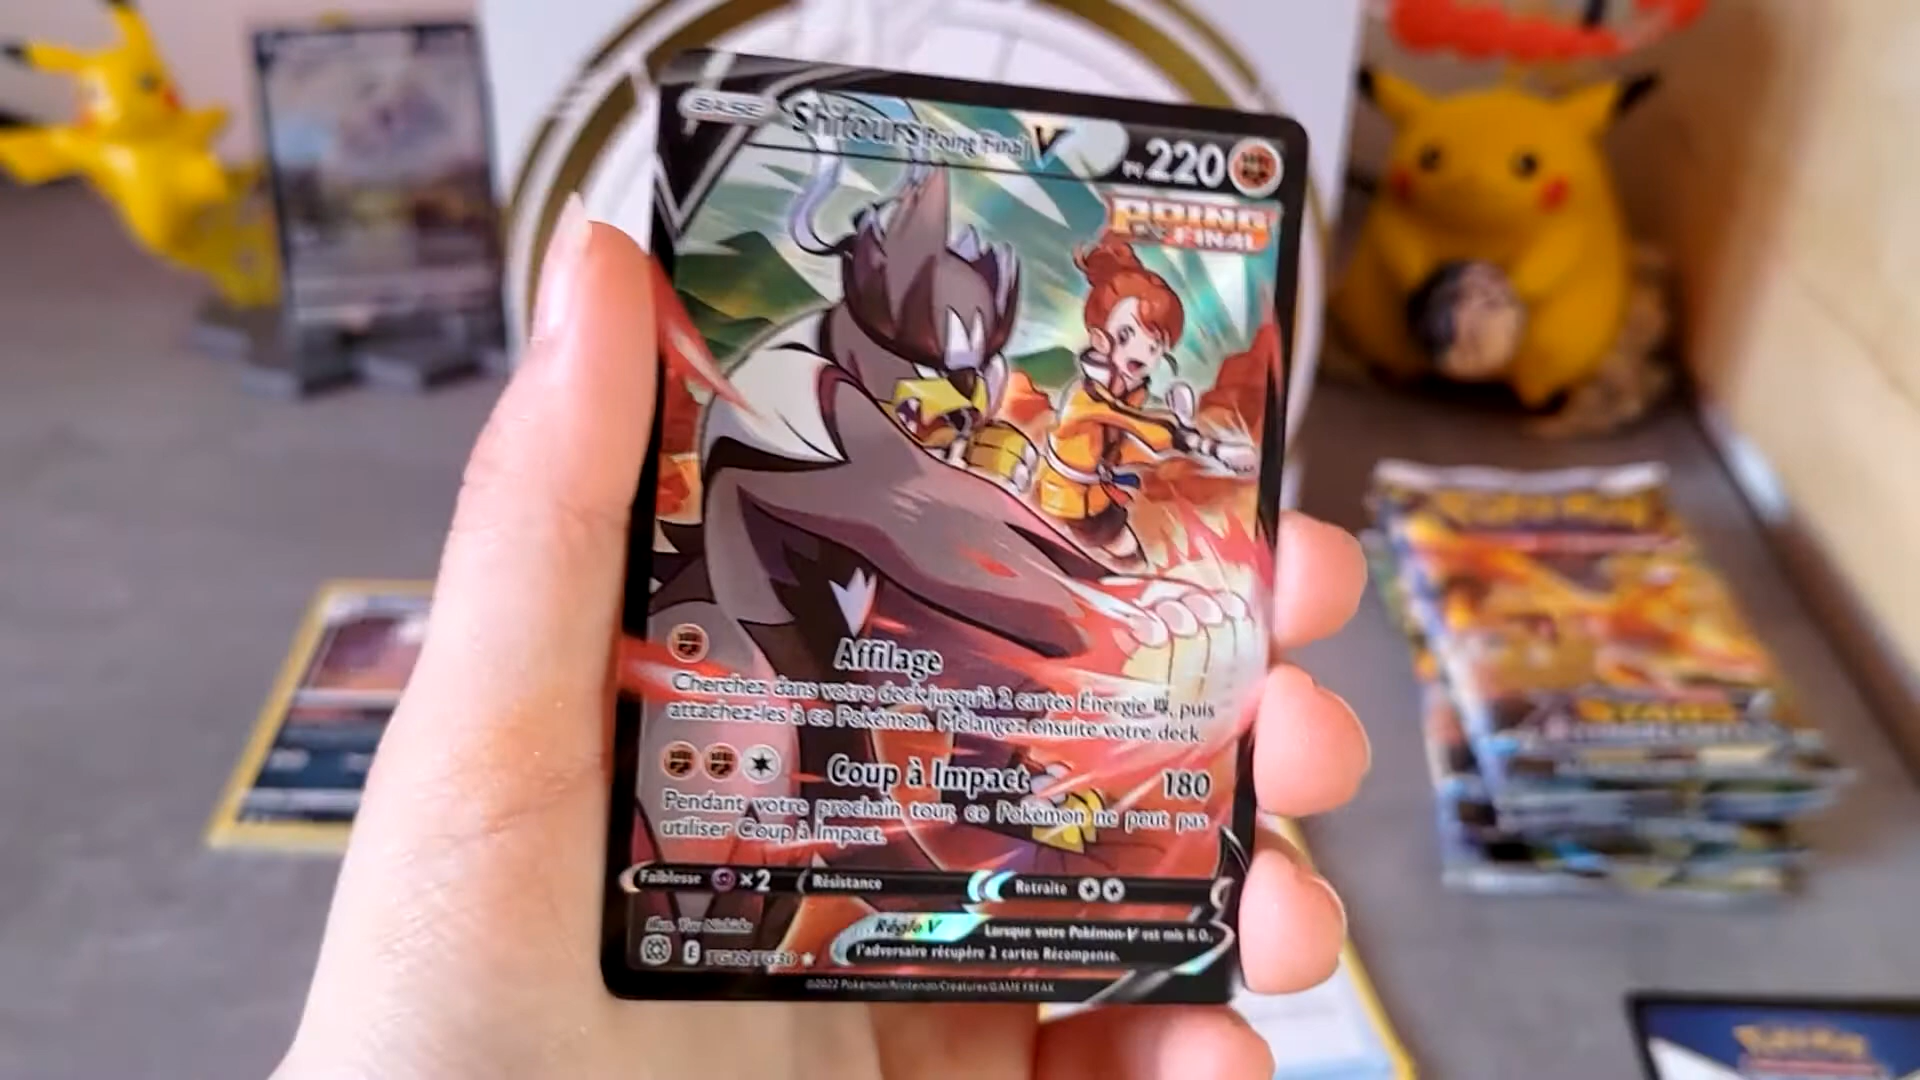 BASE Shifours Poing Final V PV 220
POING
FINAL
Affilage
Cherchez dans votre deck jusqu'à 2 cartes Énergie, puis
attachez-les à ce Pokémon. Mélangez ensuite votre deck.
Coup à Impact 180
Pendant votre prochain tour, ce Pokémon ne peut pas
utiliser Coup à Impact.
Faiblesse ×2 Résistance Retraite
Illus.
Règle V Lorsque votre Pokémon-V est mis K.O.,
l'adversaire récupère 2 cartes Récompense.
E
©2022 Pokémon/Nintendo/Creatures/GAME FREAK